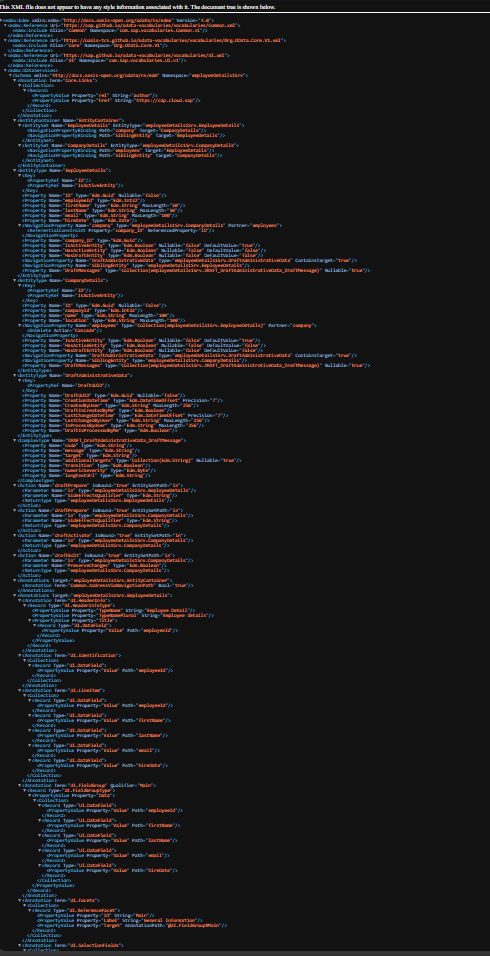 This XML file does not appear to have any style information associated with it. The document tree is shown below.
▼<edmx:Edmx xmlns:edmx="http://docs.oasis-open.org/odata/ns/edmx" Version="4.0">
▼<edmx:Reference Uri="https://sap.github.io/odata-vocabularies/vocabularies/Common.xml">
<edmx:Include Alias="Common" Namespace="com.sap.vocabularies.Common.v1"/>
</edmx:Reference>
▼<edmx:Reference Uri="https://oasis-tcs.github.io/odata-vocabularies/vocabularies/Org.OData.Core.V1.xml">
<edmx:Include Alias="Core" Namespace="Org.OData.Core.V1"/>
</edmx:Reference>
▼<edmx:Reference Uri="https://sap.github.io/odata-vocabularies/vocabularies/UI.xml">
<edmx:Include Alias="UI" Namespace="com.sap.vocabularies.UI.v1"/>
</edmx:Reference>
▼<edmx:DataServices>
▼<Schema xmlns="http://docs.oasis-open.org/odata/ns/edm" Namespace="employeeDetailsSrv">
▼<Annotation Term="Core.Links">
▼<Collection>
▼<Record>
<PropertyValue Property="rel" String="author"/>
<PropertyValue Property="href" String="https://cap.cloud.sap"/>
</Record>
</Collection>
</Annotation>
▼<EntityContainer Name="EntityContainer">
▼<EntitySet Name="EmployeeDetails" EntityType="employeeDetailsSrv.EmployeeDetails">
<NavigationPropertyBinding Path="company" Target="CompanyDetails"/>
<NavigationPropertyBinding Path="SiblingEntity" Target="EmployeeDetails"/>
</EntitySet>
▼<EntitySet Name="CompanyDetails" EntityType="employeeDetailsSrv.CompanyDetails">
<NavigationPropertyBinding Path="employees" Target="EmployeeDetails"/>
<NavigationPropertyBinding Path="SiblingEntity" Target="CompanyDetails"/>
</EntitySet>
</EntityContainer>
▼<EntityType Name="EmployeeDetails">
▼<Key>
<PropertyRef Name="ID"/>
<PropertyRef Name="IsActiveEntity"/>
</Key>
<Property Name="ID" Type="Edm.Guid" Nullable="false"/>
<Property Name="employeeId" Type="Edm.Int32"/>
<Property Name="firstName" Type="Edm.String" MaxLength="50"/>
<Property Name="lastName" Type="Edm.String" MaxLength="50"/>
<Property Name="email" Type="Edm.String" MaxLength="100"/>
<Property Name="hireDate" Type="Edm.Date"/>
▼<NavigationProperty Name="company" Type="employeeDetailsSrv.CompanyDetails" Partner="employees">
<ReferentialConstraint Property="company_ID" ReferencedProperty="ID"/>
</NavigationProperty>
<Property Name="company_ID" Type="Edm.Guid"/>
<Property Name="IsActiveEntity" Type="Edm.Boolean" Nullable="false" DefaultValue="true"/>
<Property Name="HasActiveEntity" Type="Edm.Boolean" Nullable="false" DefaultValue="false"/>
<Property Name="HasDraftEntity" Type="Edm.Boolean" Nullable="false" DefaultValue="false"/>
<NavigationProperty Name="DraftAdministrativeData" Type="employeeDetailsSrv.DraftAdministrativeData" ContainsTarget="true"/>
<NavigationProperty Name="SiblingEntity" Type="employeeDetailsSrv.EmployeeDetails"/>
<Property Name="DraftMessages" Type="Collection(employeeDetailsSrv.DRAFT_DraftAdministrativeData_DraftMessage)" Nullable="true"/>
</EntityType>
▼<EntityType Name="CompanyDetails">
▼<Key>
<PropertyRef Name="ID"/>
<PropertyRef Name="IsActiveEntity"/>
</Key>
<Property Name="ID" Type="Edm.Guid" Nullable="false"/>
<Property Name="companyId" Type="Edm.Int32"/>
<Property Name="name" Type="Edm.String" MaxLength="100"/>
<Property Name="location" Type="Edm.String" MaxLength="100"/>
▼<NavigationProperty Name="employees" Type="Collection(employeeDetailsSrv.EmployeeDetails)" Partner="company">
<OnDelete Action="Cascade"/>
</NavigationProperty>
<Property Name="IsActiveEntity" Type="Edm.Boolean" Nullable="false" DefaultValue="true"/>
<Property Name="HasActiveEntity" Type="Edm.Boolean" Nullable="false" DefaultValue="false"/>
<Property Name="HasDraftEntity" Type="Edm.Boolean" Nullable="false" DefaultValue="false"/>
<NavigationProperty Name="DraftAdministrativeData" Type="employeeDetailsSrv.DraftAdministrativeData" ContainsTarget="true"/>
<NavigationProperty Name="SiblingEntity" Type="employeeDetailsSrv.CompanyDetails"/>
<Property Name="DraftMessages" Type="Collection(employeeDetailsSrv.DRAFT_DraftAdministrativeData_DraftMessage)" Nullable="true"/>
</EntityType>
▼<EntityType Name="DraftAdministrativeData">
▼<Key>
<PropertyRef Name="DraftUUID"/>
</Key>
<Property Name="DraftUUID" Type="Edm.Guid" Nullable="false"/>
<Property Name="CreationDateTime" Type="Edm.DateTimeOffset" Precision="7"/>
<Property Name="CreatedByUser" Type="Edm.String" MaxLength="256"/>
<Property Name="DraftIsCreatedByMe" Type="Edm.Boolean"/>
<Property Name="LastChangeDateTime" Type="Edm.DateTimeOffset" Precision="7"/>
<Property Name="LastChangedByUser" Type="Edm.String" MaxLength="256"/>
<Property Name="InProcessByUser" Type="Edm.String" MaxLength="256"/>
<Property Name="DraftIsProcessedByMe" Type="Edm.Boolean"/>
</EntityType>
▼<ComplexType Name="DRAFT_DraftAdministrativeData_DraftMessage">
<Property Name="code" Type="Edm.String"/>
<Property Name="message" Type="Edm.String"/>
<Property Name="target" Type="Edm.String"/>
<Property Name="additionalTargets" Type="Collection(Edm.String)" Nullable="true"/>
<Property Name="transition" Type="Edm.Boolean"/>
<Property Name="numericSeverity" Type="Edm.Byte"/>
<Property Name="longtextUrl" Type="Edm.String"/>
</ComplexType>
▼<Action Name="draftPrepare" IsBound="true" EntitySetPath="in">
<Parameter Name="in" Type="employeeDetailsSrv.EmployeeDetails"/>
<Parameter Name="SideEffectsQualifier" Type="Edm.String"/>
<ReturnType Type="employeeDetailsSrv.EmployeeDetails"/>
</Action>
▼<Action Name="draftPrepare" IsBound="true" EntitySetPath="in">
<Parameter Name="in" Type="employeeDetailsSrv.CompanyDetails"/>
<Parameter Name="SideEffectsQualifier" Type="Edm.String"/>
<ReturnType Type="employeeDetailsSrv.CompanyDetails"/>
</Action>
▼<Action Name="draftActivate" IsBound="true" EntitySetPath="in">
<Parameter Name="in" Type="employeeDetailsSrv.CompanyDetails"/>
<ReturnType Type="employeeDetailsSrv.CompanyDetails"/>
</Action>
▼<Action Name="draftEdit" IsBound="true" EntitySetPath="in">
<Parameter Name="in" Type="employeeDetailsSrv.CompanyDetails"/>
<Parameter Name="PreserveChanges" Type="Edm.Boolean"/>
<ReturnType Type="employeeDetailsSrv.CompanyDetails"/>
</Action>
▼<Annotations Target="employeeDetailsSrv.EntityContainer">
<Annotation Term="Common.AddressViaNavigationPath" Bool="true"/>
</Annotations>
▼<Annotations Target="employeeDetailsSrv.EmployeeDetails">
▼<Annotation Term="UI.HeaderInfo">
▼<Record Type="UI.HeaderInfoType">
<PropertyValue Property="TypeName" String="Employee Detail"/>
<PropertyValue Property="TypeNamePlural" String="Employee Details"/>
▼<PropertyValue Property="Title">
▼<Record Type="UI.DataField">
<PropertyValue Property="Value" Path="employeeId"/>
</Record>
</PropertyValue>
</Record>
</Annotation>
▼<Annotation Term="UI.Identification">
▼<Collection>
▼<Record Type="UI.DataField">
<PropertyValue Property="Value" Path="employeeId"/>
</Record>
</Collection>
</Annotation>
▼<Annotation Term="UI.LineItem">
▼<Collection>
▼<Record Type="UI.DataField">
<PropertyValue Property="Value" Path="employeeId"/>
</Record>
▼<Record Type="UI.DataField">
<PropertyValue Property="Value" Path="firstName"/>
</Record>
▼<Record Type="UI.DataField">
<PropertyValue Property="Value" Path="lastName"/>
</Record>
▼<Record Type="UI.DataField">
<PropertyValue Property="Value" Path="email"/>
</Record>
▼<Record Type="UI.DataField">
<PropertyValue Property="Value" Path="hireDate"/>
</Record>
</Collection>
</Annotation>
▼<Annotation Term="UI.FieldGroup" Qualifier="Main">
▼<Record Type="UI.FieldGroupType">
▼<PropertyValue Property="Data">
▼<Collection>
▼<Record Type="UI.DataField">
<PropertyValue Property="Value" Path="employeeId"/>
</Record>
▼<Record Type="UI.DataField">
<PropertyValue Property="Value" Path="firstName"/>
</Record>
▼<Record Type="UI.DataField">
<PropertyValue Property="Value" Path="lastName"/>
</Record>
▼<Record Type="UI.DataField">
<PropertyValue Property="Value" Path="email"/>
</Record>
▼<Record Type="UI.DataField">
<PropertyValue Property="Value" Path="hireDate"/>
</Record>
</Collection>
</PropertyValue>
</Record>
</Annotation>
▼<Annotation Term="UI.Facets">
▼<Collection>
▼<Record Type="UI.ReferenceFacet">
<PropertyValue Property="ID" String="Main"/>
<PropertyValue Property="Label" String="General Information"/>
<PropertyValue Property="Target" AnnotationPath="@UI.FieldGroup#Main"/>
</Record>
</Collection>
</Annotation>
▼<Annotation Term="UI.SelectionFields">
▼<Collection>